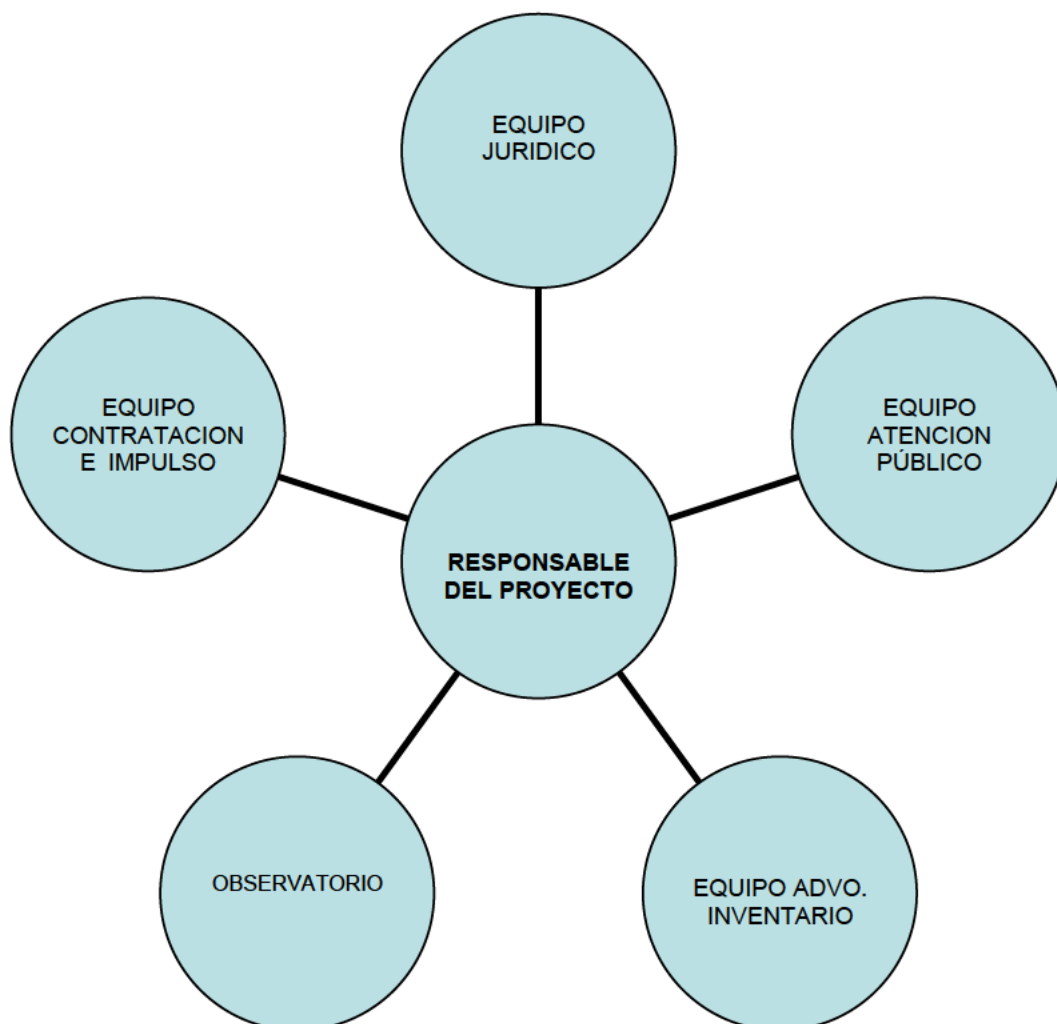 EQUIPO
JURIDICO
EQUIPO
CONTRATACION
E IMPULSO
EQUIPO
ATENCION
PÚBLICO
RESPONSABLE
DEL PROYECTO
OBSERVATORIO
EQUIPO ADVO.
INVENTARIO